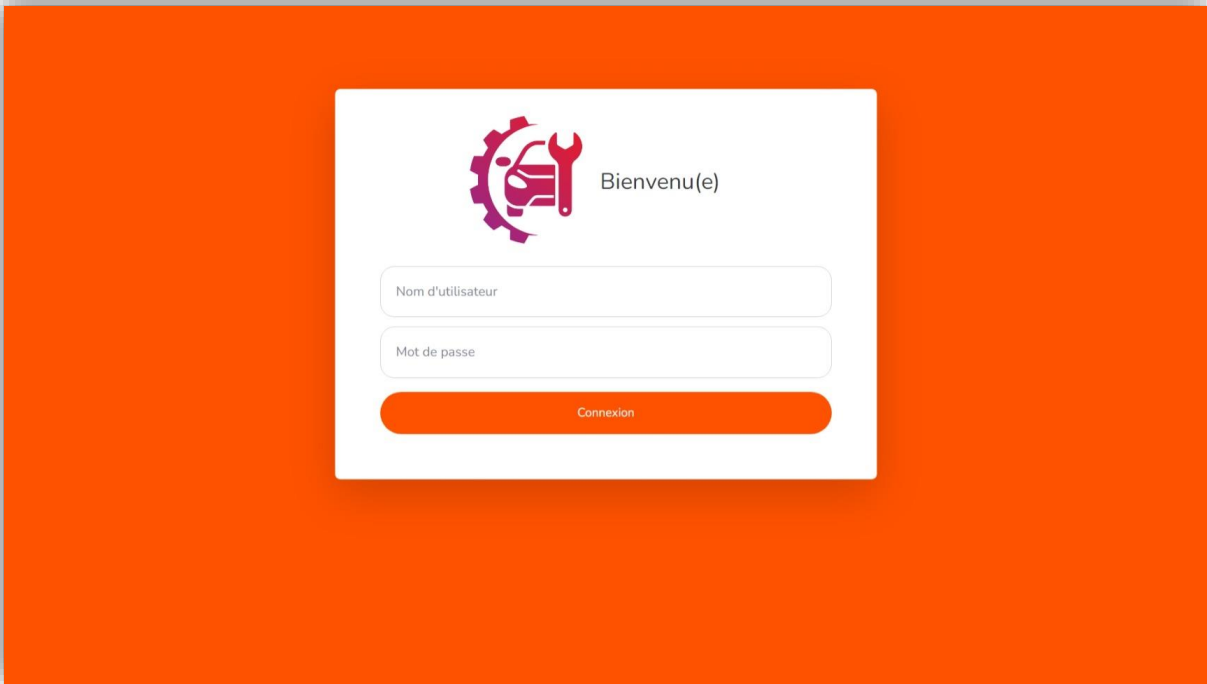 Bienvenu(e)
Nom d'utilisateur
Mot de passe
Connexion